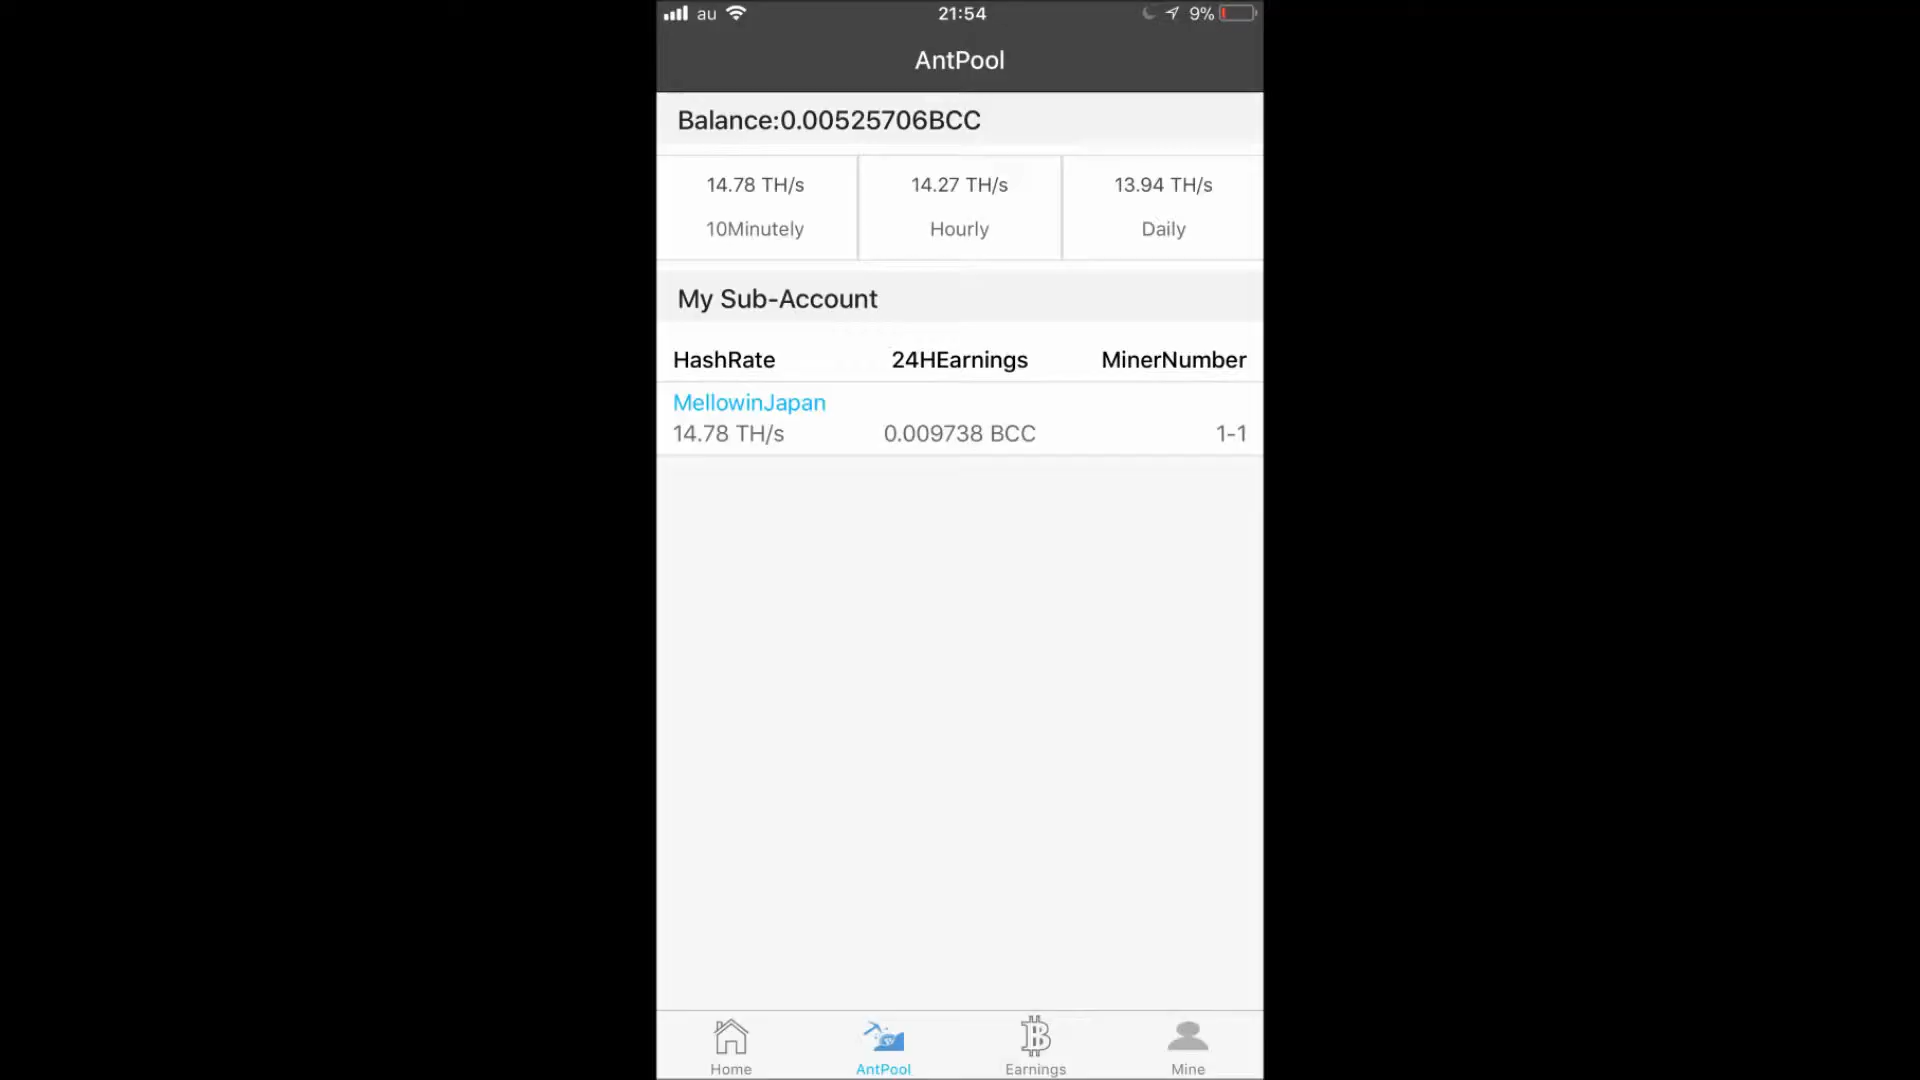 au 21:54 9%
AntPool
Balance:0.00525706BCC
14.78 TH/s 14.27 TH/s 13.94 TH/s
10Minutely Hourly Daily
My Sub-Account
HashRate 24HEarnings MinerNumber
MellowinJapan
14.78 TH/s 0.009738 BCC 1-1
Home AntPool Earnings Mine